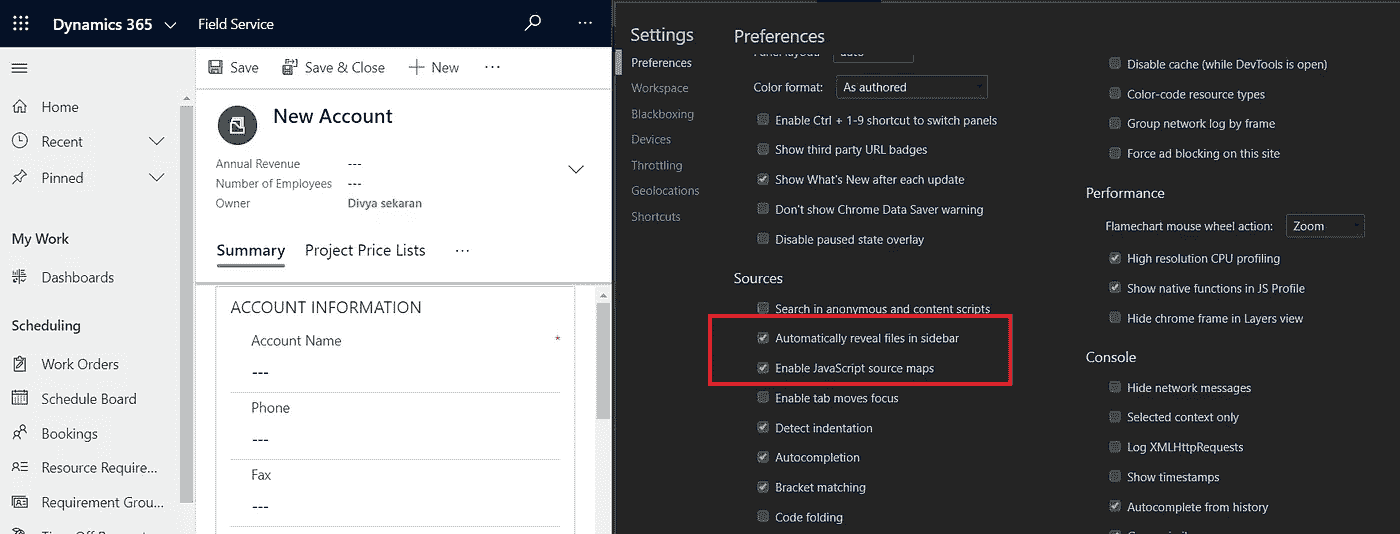 Dynamics 365 Field Service
Save Save & Close New
Home
Recent
Pinned
My Work
Dashboards
Scheduling
Work Orders
Schedule Board
Bookings
Resource Require...
Requirement Grou...
New Account
Annual Revenue ---
Number of Employees ---
Owner Divya sekaran
Summary Project Price Lists
ACCOUNT INFORMATION
Account Name *
---
Phone
---
Fax
---
Settings
Preferences
Workspace
Blackboxing
Devices
Throttling
Geolocations
Shortcuts
Preferences
Color format: As authored
Enable Ctrl + 1-9 shortcut to switch panels
Show third party URL badges
Show What's New after each update
Don't show Chrome Data Saver warning
Disable paused state overlay
Sources
Search in anonymous and content scripts
Automatically reveal files in sidebar
Enable JavaScript source maps
Enable tab moves focus
Detect indentation
Autocompletion
Bracket matching
Code folding
Disable cache (while DevTools is open)
Color-code resource types
Group network log by frame
Force ad blocking on this site
Performance
Flamechart mouse wheel action: Zoom
High resolution CPU profiling
Show native functions in JS Profile
Hide chrome frame in Layers view
Console
Hide network messages
Selected context only
Log XMLHttpRequests
Show timestamps
Autocomplete from history